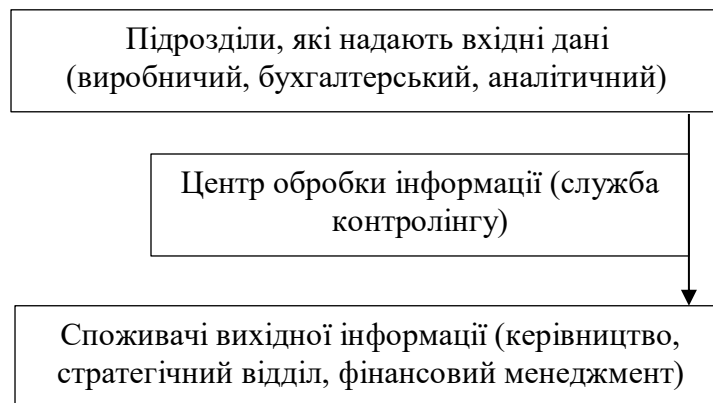 Підрозділи, які надають вхідні дані
(виробничий, бухгалтерський, аналітичний)
Центр обробки інформації (служба
контролінгу)
Споживачі вихідної інформації (керівництво,
стратегічний відділ, фінансовий менеджмент)